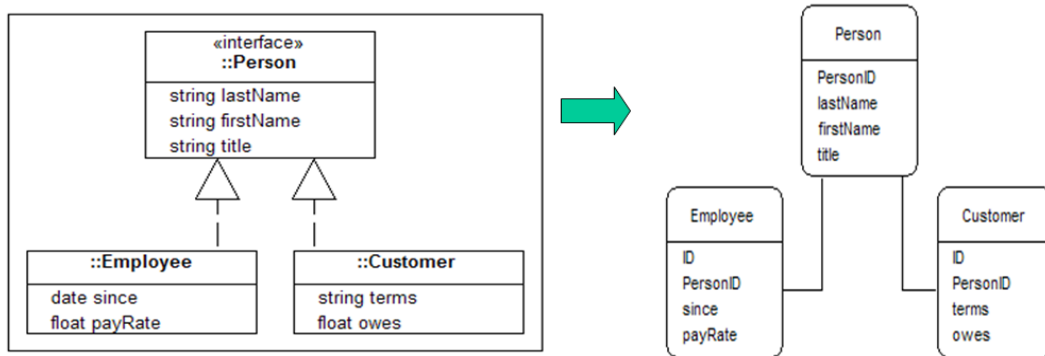 «interface»
::Person
string lastName
string firstName
string title
::Employee
date since
float payRate
::Customer
string terms
float owes
Person
PersonID
lastName
firstName
title
Employee
ID
PersonID
since
payRate
Customer
ID
PersonID
terms
owes